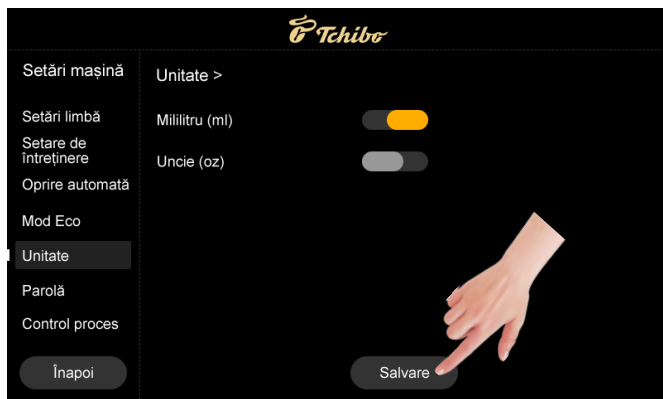 Tchibo
Setări mașină
Unitate >
Setări limbă
Mililitru (ml)
Setare de
întreținere
Uncie (oz)
Oprire automată
Mod Eco
Unitate
Parolă
Control proces
Înapoi
Salvare